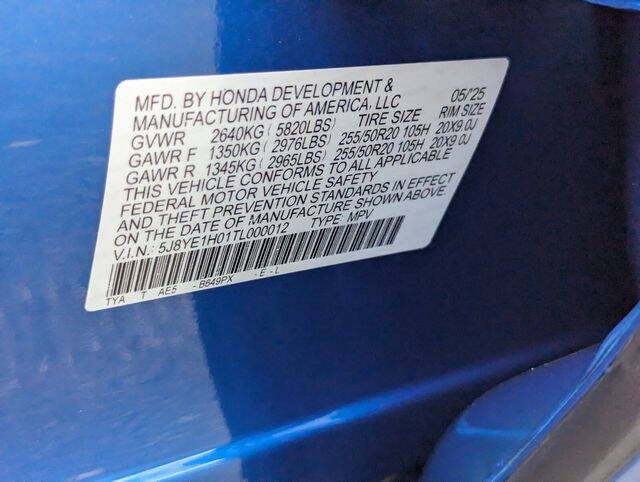 MFD. BY HONDA DEVELOPMENT &
MANUFACTURING OF AMERICA, LLC 05/'25
GVWR 2640KG (5820LBS) TIRE SIZE RIM SIZE
GAWR F 1350KG (2976LBS) 255/50R20 105H 20X9.0J
GAWR R 1345KG (2965LBS) 255/50R20 105H 20X9.0J
THIS VEHICLE CONFORMS TO ALL APPLICABLE
FEDERAL MOTOR VEHICLE SAFETY
AND THEFT PREVENTION STANDARDS IN EFFECT
ON THE DATE OF MANUFACTURE SHOWN ABOVE.
V.I.N.: 5J8YE1H01TL000012 TYPE: MPV
TYA T AE5 - B649PX - E - L